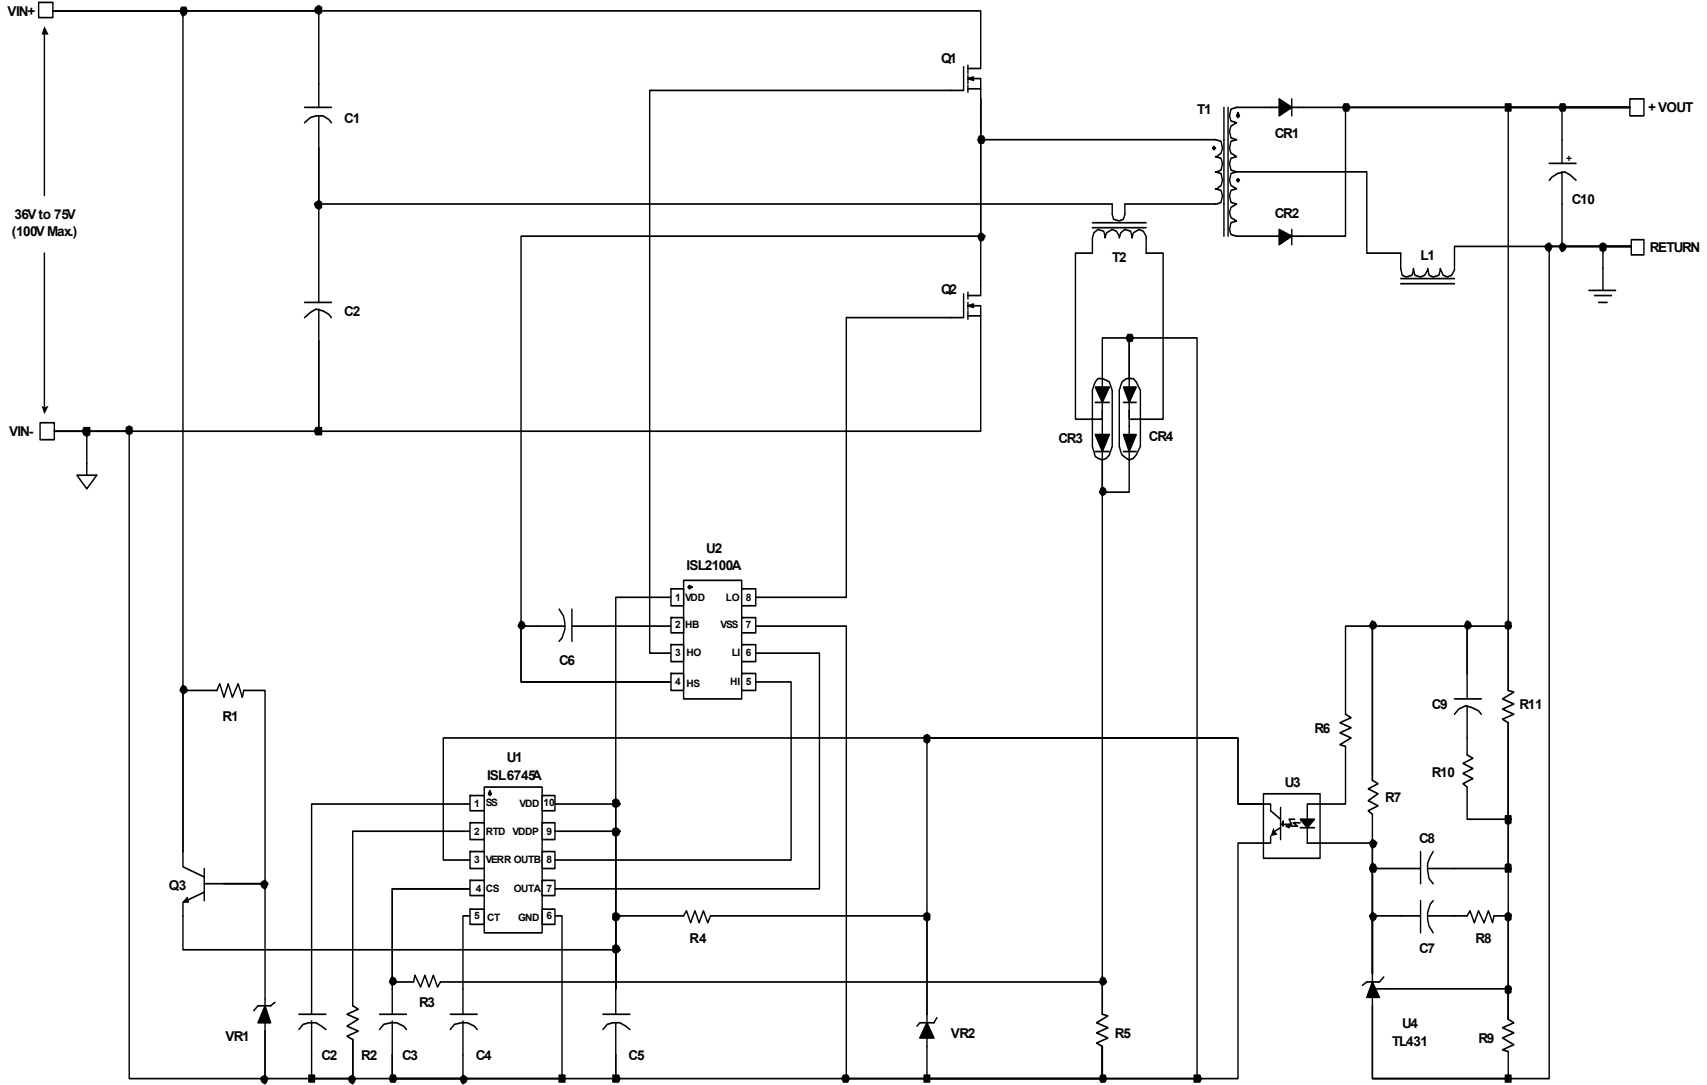 VIN+
Q1
T1
+ VOUT
C1
CR1
C10
+
36V to 75V
(100V Max.)
CR2
RETURN
T2
L1
Q2
C2
VIN-
CR3
CR4
U2
ISL2100A
1 VDD LO 8
2 HB VSS 7
3 HO LI 6
4 HS HI 5
C6
R1
C9
R11
R6
R10
U1
ISL6745A
U3
R7
1 SS VDD 10
2 RTD VDDP 9
3 VERR OUTB 8
4 CS OUTA 7
5 CT GND 6
C8
Q3
R4
C7
R8
R3
VR1
C2
R2
C3
C4
C5
VR2
R5
U4
TL431
R9